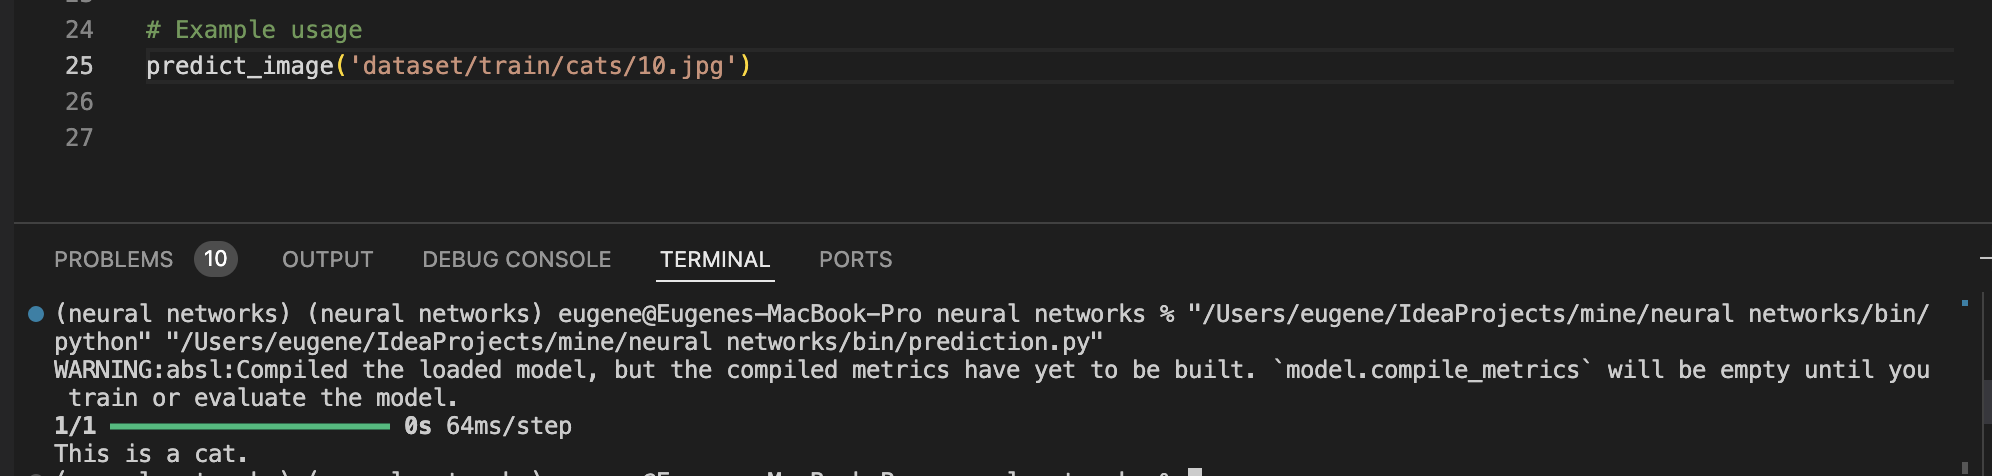 24 # Example usage
25 predict_image('dataset/train/cats/10.jpg')
26
27
PROBLEMS 10 OUTPUT DEBUG CONSOLE TERMINAL PORTS
(neural networks) (neural networks) eugene@Eugenes-MacBook-Pro neural networks % "/Users/eugene/IdeaProjects/mine/neural networks/bin/
python" "/Users/eugene/IdeaProjects/mine/neural networks/bin/prediction.py"
WARNING:absl:Compiled the loaded model, but the compiled metrics have yet to be built. `model.compile_metrics` will be empty until you
train or evaluate the model.
1/1 0s 64ms/step
This is a cat.